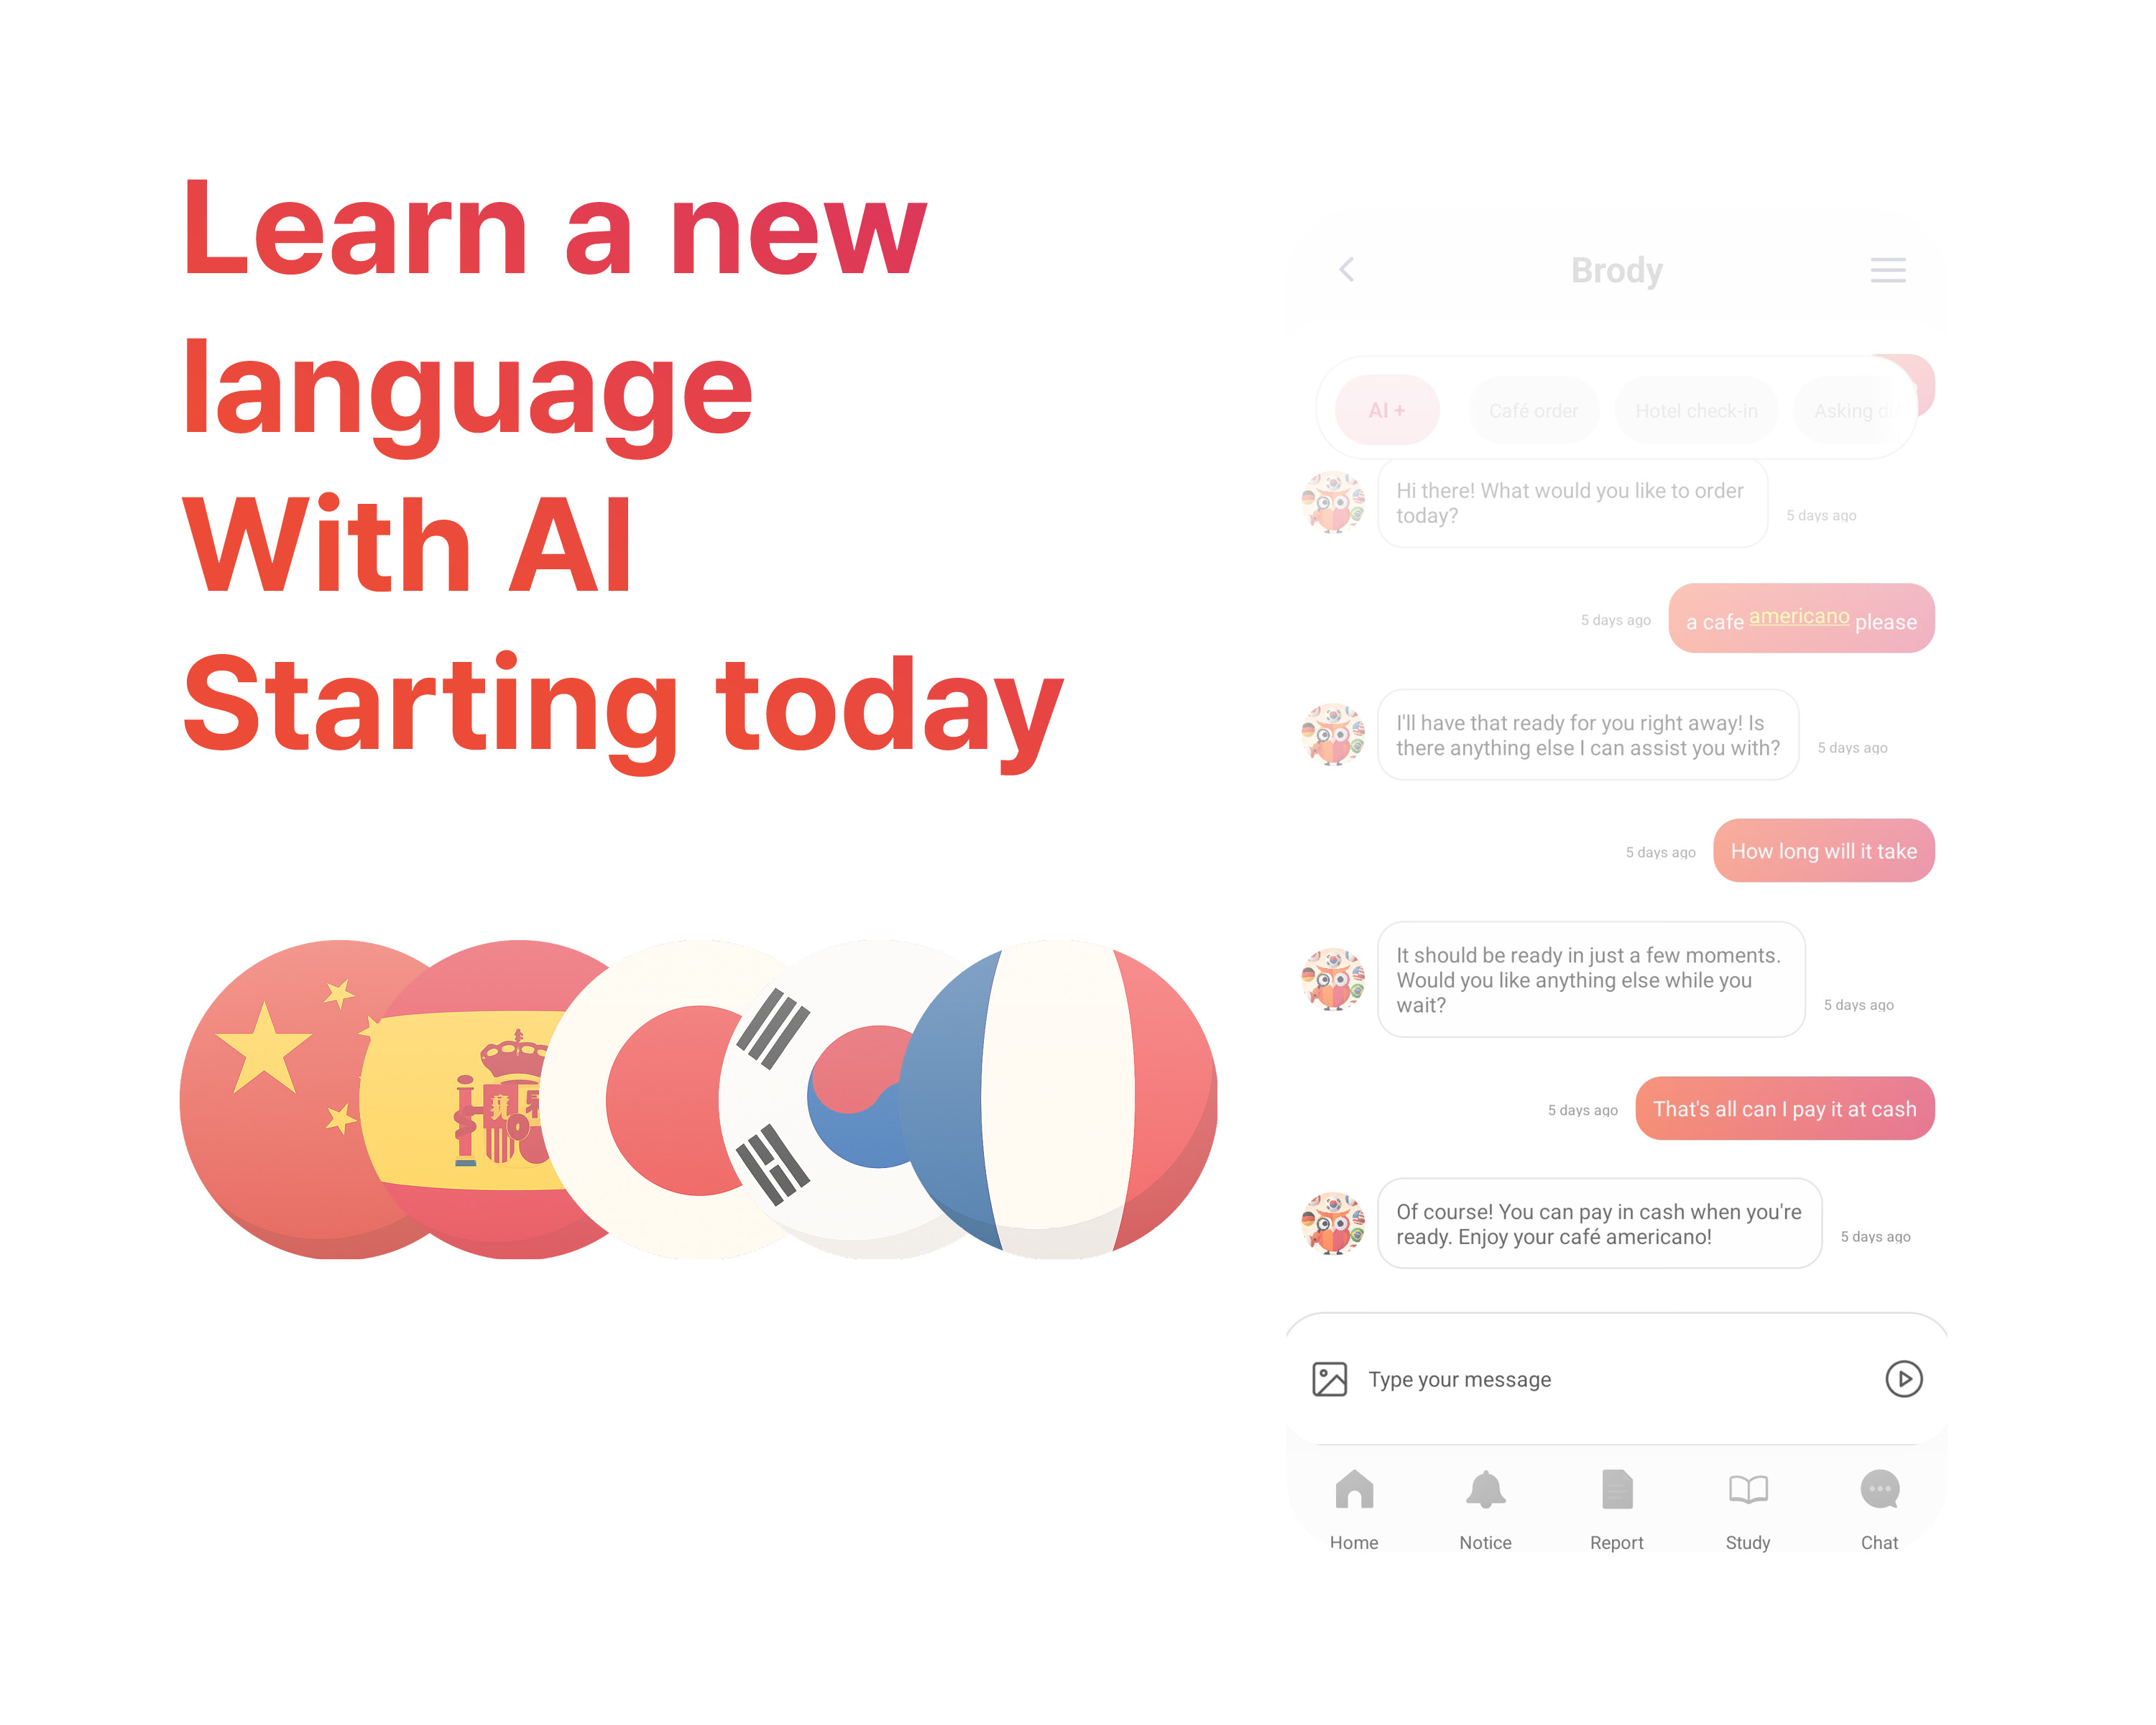 Learn a new
language
With AI
Starting today
Brody
AI +
Café order
Hotel check-in
Asking
Hi there! What would you like to order
today?
5 days ago
5 days ago
a cafe americano please
I'll have that ready for you right away! Is
there anything else I can assist you with?
5 days ago
5 days ago
How long will it take
It should be ready in just a few moments.
Would you like anything else while you
wait?
5 days ago
5 days ago
That's all can I pay it at cash
Of course! You can pay in cash when you're
ready. Enjoy your café americano!
5 days ago
Type your message
Home
Notice
Report
Study
Chat